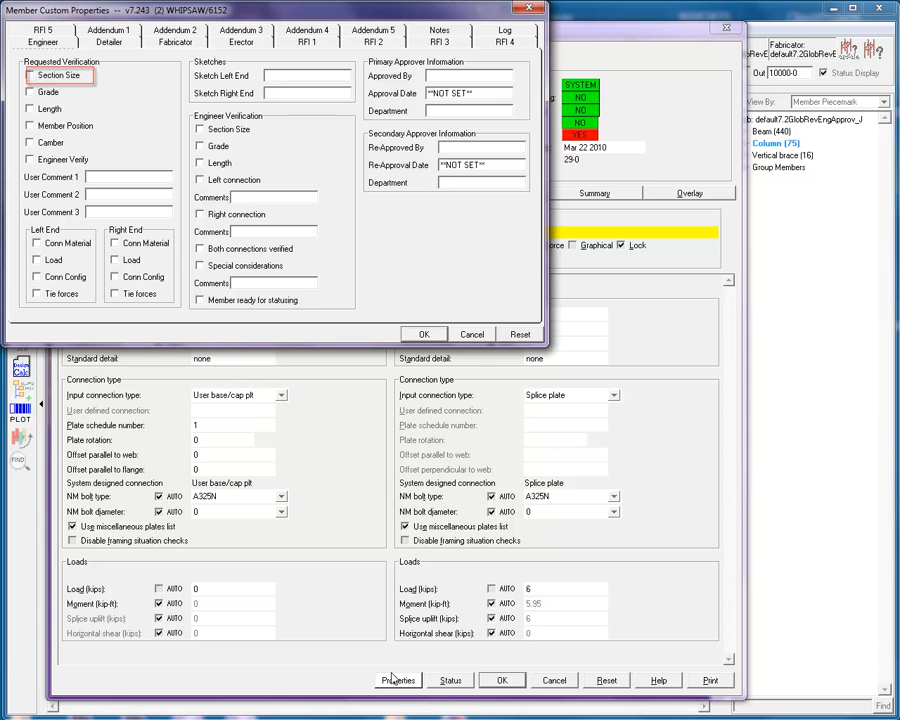 Member Custom Properties -- v7.243 (2) WHIPSAW/6152
RFI 5 Addendum 1 Addendum 2 Addendum 3 Addendum 4 Addendum 5 Notes Log
Engineer Detailer Fabricator Erector RFI 1 RFI 2 RFI 3 RFI 4
Requested Verification
Section Size
Grade
Length
Member Position
Camber
Engineer Verify
User Comment 1
User Comment 2
User Comment 3
Left End
Conn Material
Load
Conn Config
Tie forces
Right End
Conn Material
Load
Conn Config
Tie forces
Sketches
Sketch Left End
Sketch Right End
Engineer Verification
Section Size
Grade
Length
Left connection
Comments
Right connection
Comments
Both connections verified
Special considerations
Comments
Member ready for statusing
Primary Approver Information
Approved By
Approval Date **NOT SET**
Department
Secondary Approver Information
Re-Approved By
Re-Approval Date **NOT SET**
Department
OK Cancel Reset
SYSTEM
NO
NO
NO
YES
Mar 22 2010
29-0
Summary Overlay
Graphical Lock
Fabricator:
Out 10000-0 Status Display
View By: Member Piecemark
default7.2GlobRevEngApprov_J
Beam (440)
Column (75)
Vertical brace (16)
Group Members
PLOT
FIND
Standard detail: none
Connection type
Input connection type: User base/cap plt
User defined connection:
Plate schedule number: 1
Plate rotation: 0
Offset parallel to web: 0
Offset parallel to flange: 0
System designed connection User base/cap plt
NM bolt type: AUTO A325N
NM bolt diameter: AUTO 0
Use miscellaneous plates list
Disable framing situation checks
Loads
Load (kips): AUTO 0
Moment (kip-ft): AUTO 0
Splice uplift (kips): AUTO 0
Horizontal shear (kips): AUTO 0
Standard detail: none
Connection type
Input connection type: Splice plate
User defined connection:
Plate schedule number:
Plate rotation:
Offset parallel to web:
Offset perpendicular to web:
System designed connection Splice plate
NM bolt type: AUTO A325N
NM bolt diameter: AUTO 0
Use miscellaneous plates list
Disable framing situation checks
Loads
Load (kips): AUTO 6
Moment (kip-ft): AUTO 5.95
Splice uplift (kips): AUTO 6
Horizontal shear (kips): AUTO 0
Properties Status OK Cancel Reset Help Print
Find